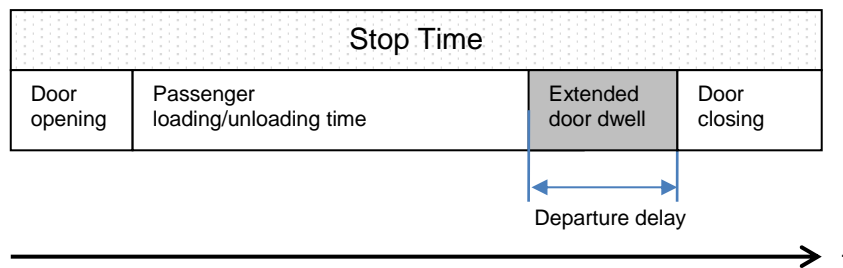 Stop Time
Door
opening
Passenger
loading/unloading time
Extended
door dwell
Door
closing
Departure delay